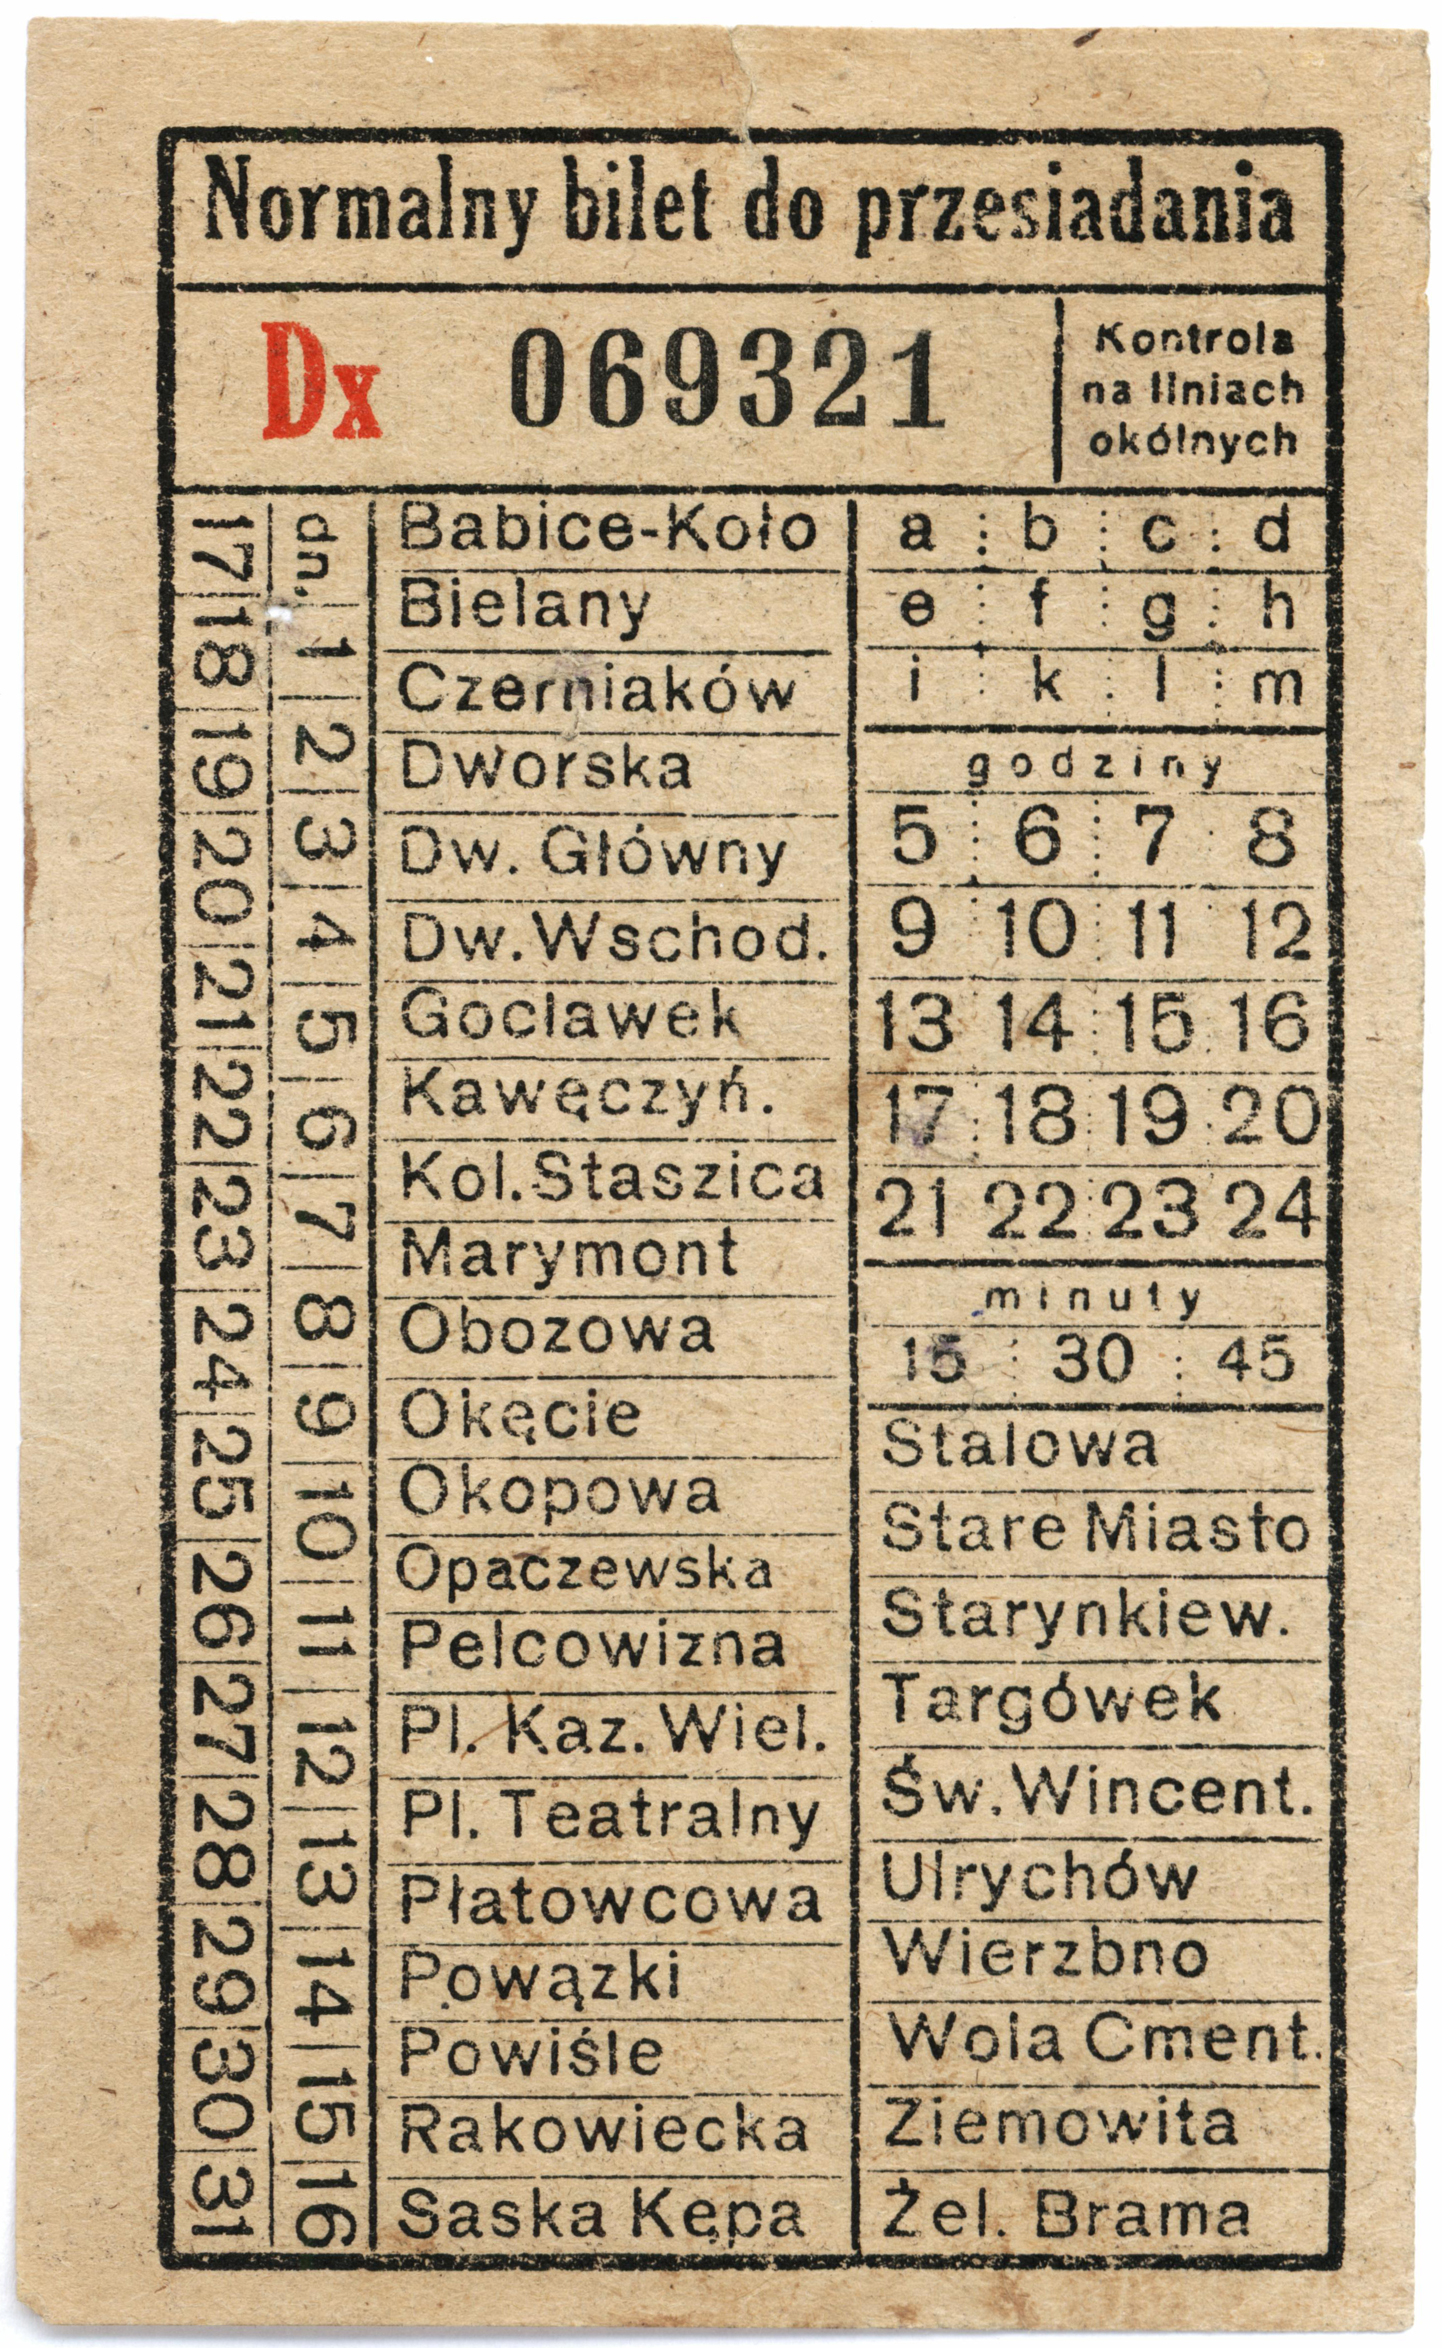 Normalny bilet do przesiadania
Dx 069321
Kontrola
na liniach
okólnych
dn. 1 2 3 4 5 6 7 8 9 10 11 12 13 14 15 16
17 18 19 20 21 22 23 24 25 26 27 28 29 30 31
Babice-Koło
Bielany
Czerniaków
Dworska
Dw. Główny
Dw. Wschod.
Gocławek
Kawęczyń.
Kol. Staszica
Marymont
Obozowa
Okęcie
Okopowa
Opaczewska
Pelcowizna
Pl. Kaz. Wiel.
Pl. Teatralny
Płatowcowa
Powązki
Powiśle
Rakowiecka
Saska Kępa
a b c d
e f g h
i k l m
godziny
5 6 7 8
9 10 11 12
13 14 15 16
17 18 19 20
21 22 23 24
minuty
15 30 45
Stalowa
Stare Miasto
Starynkiew.
Targówek
Św. Wincent.
Ulrychów
Wierzbno
Wola Cment.
Ziemowita
Żel. Brama